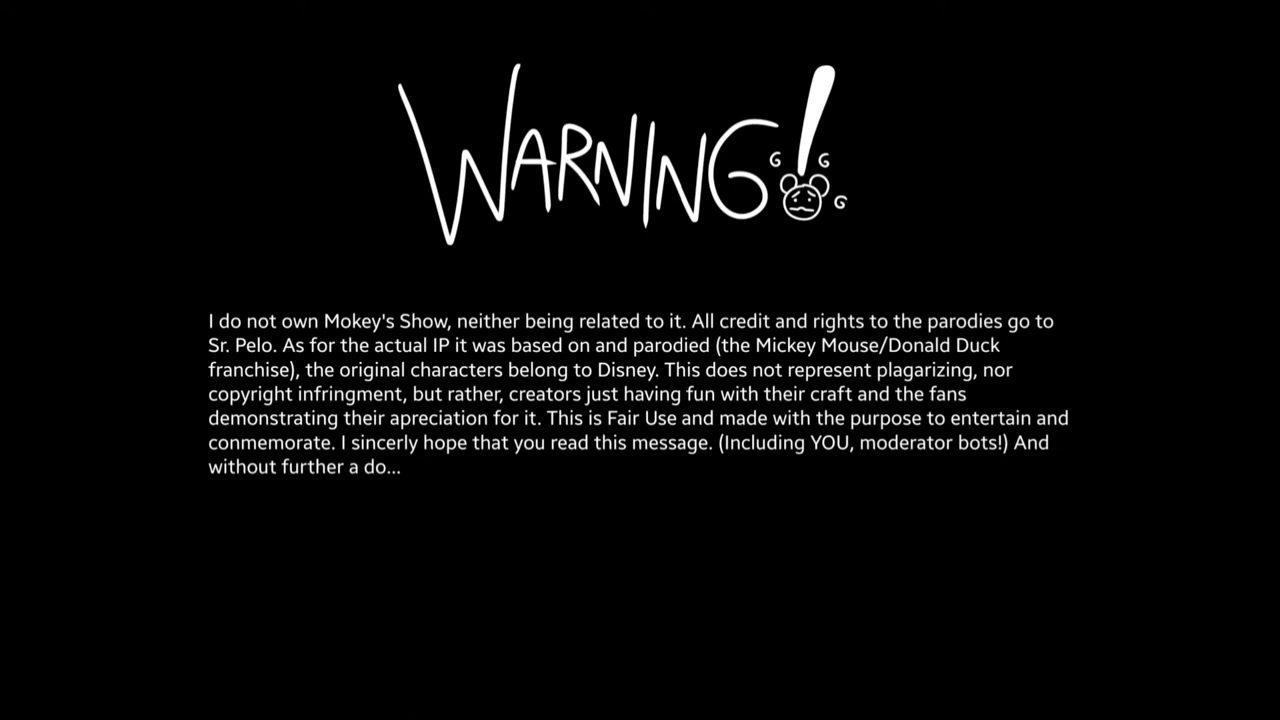 WARNING!
G G G
I do not own Mokey's Show, neither being related to it. All credit and rights to the parodies go to
Sr. Pelo. As for the actual IP it was based on and parodied (the Mickey Mouse/Donald Duck
franchise), the original characters belong to Disney. This does not represent plagarizing, nor
copyright infringment, but rather, creators just having fun with their craft and the fans
demonstrating their apreciation for it. This is Fair Use and made with the purpose to entertain and
conmemorate. I sincerly hope that you read this message. (Including YOU, moderator bots!) And
without further a do...